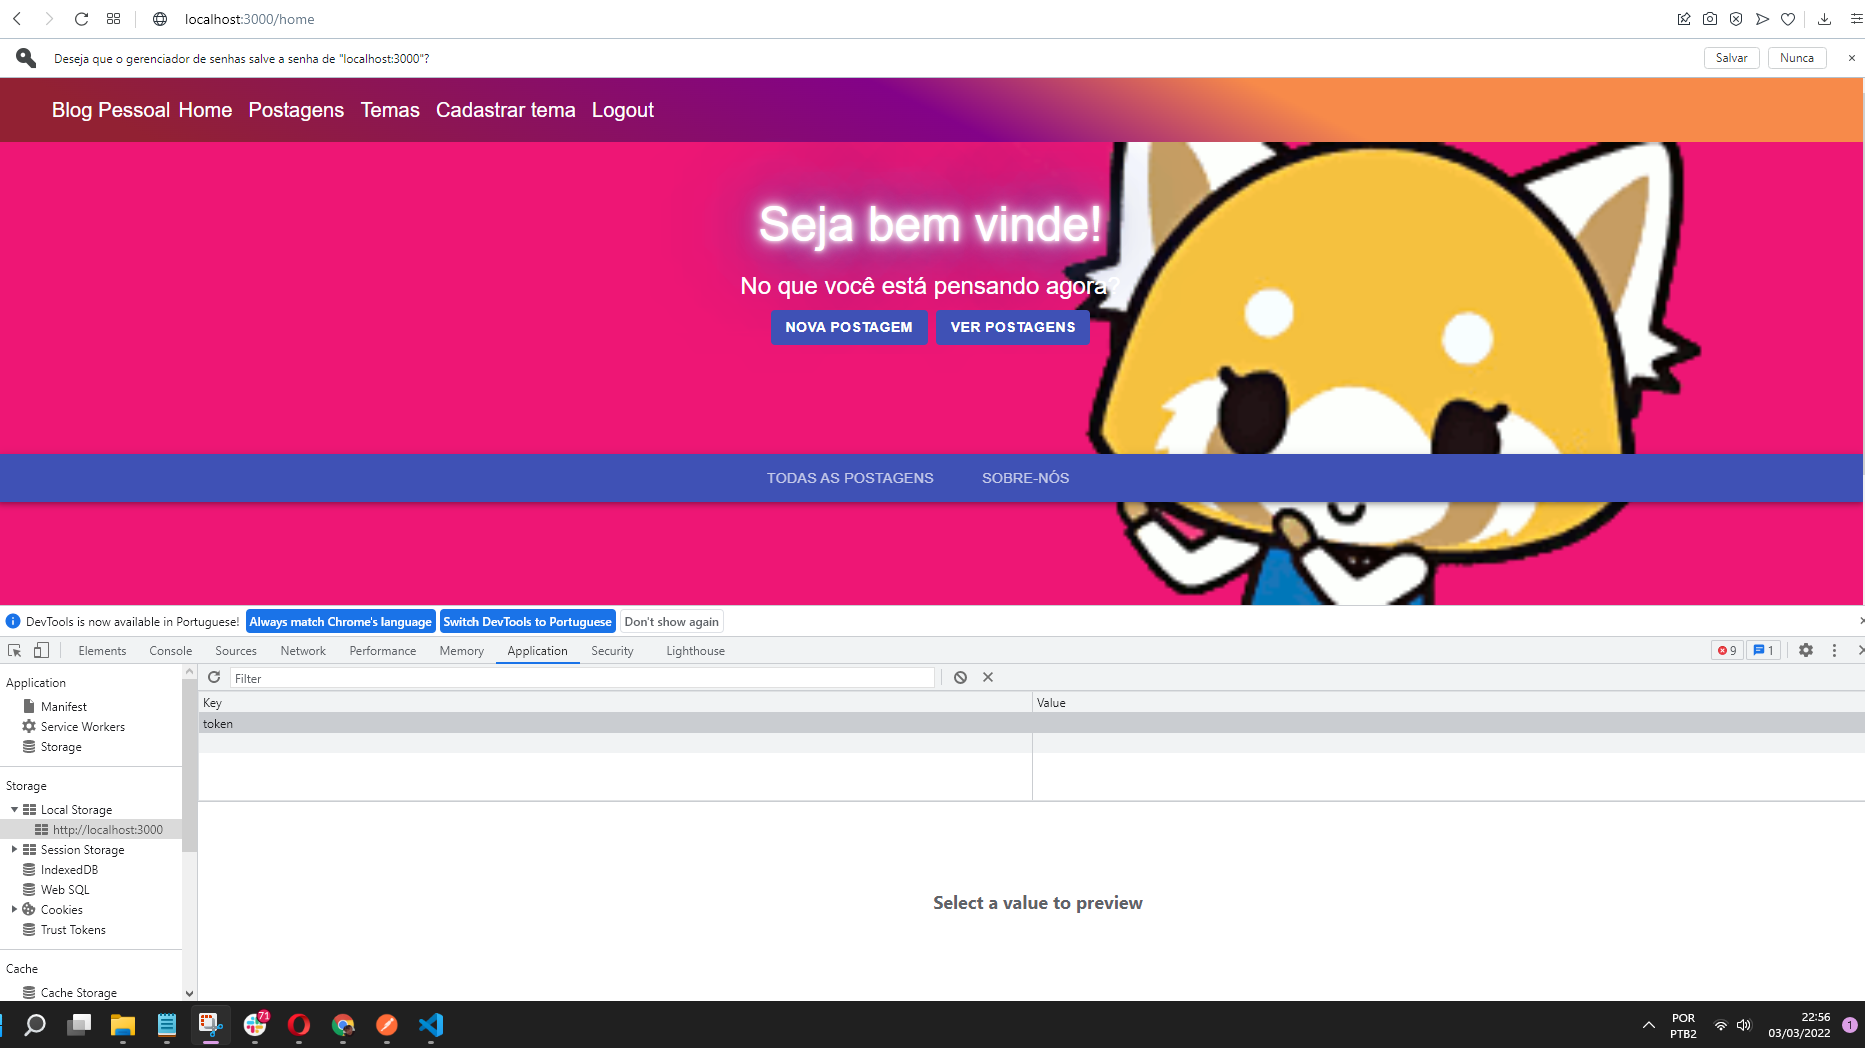 localhost:3000/home
Deseja que o gerenciador de senhas salve a senha de "localhost:3000"?
Salvar
Nunca
Blog Pessoal Home Postagens Temas Cadastrar tema Logout
Seja bem vinde!
No que você está pensando agora?
NOVA POSTAGEM VER POSTAGENS
TODAS AS POSTAGENS SOBRE-NÓS
DevTools is now available in Portuguese! Always match Chrome's language Switch DevTools to Portuguese Don't show again
Elements Console Sources Network Performance Memory Application Security Lighthouse 9 1
Application
Manifest
Service Workers
Storage
Storage
Local Storage
http://localhost:3000
Session Storage
IndexedDB
Web SQL
Cookies
Trust Tokens
Cache
Cache Storage
Filter
Key Value
token
Select a value to preview
71
POR
PTB2
22:56
03/03/2022
1